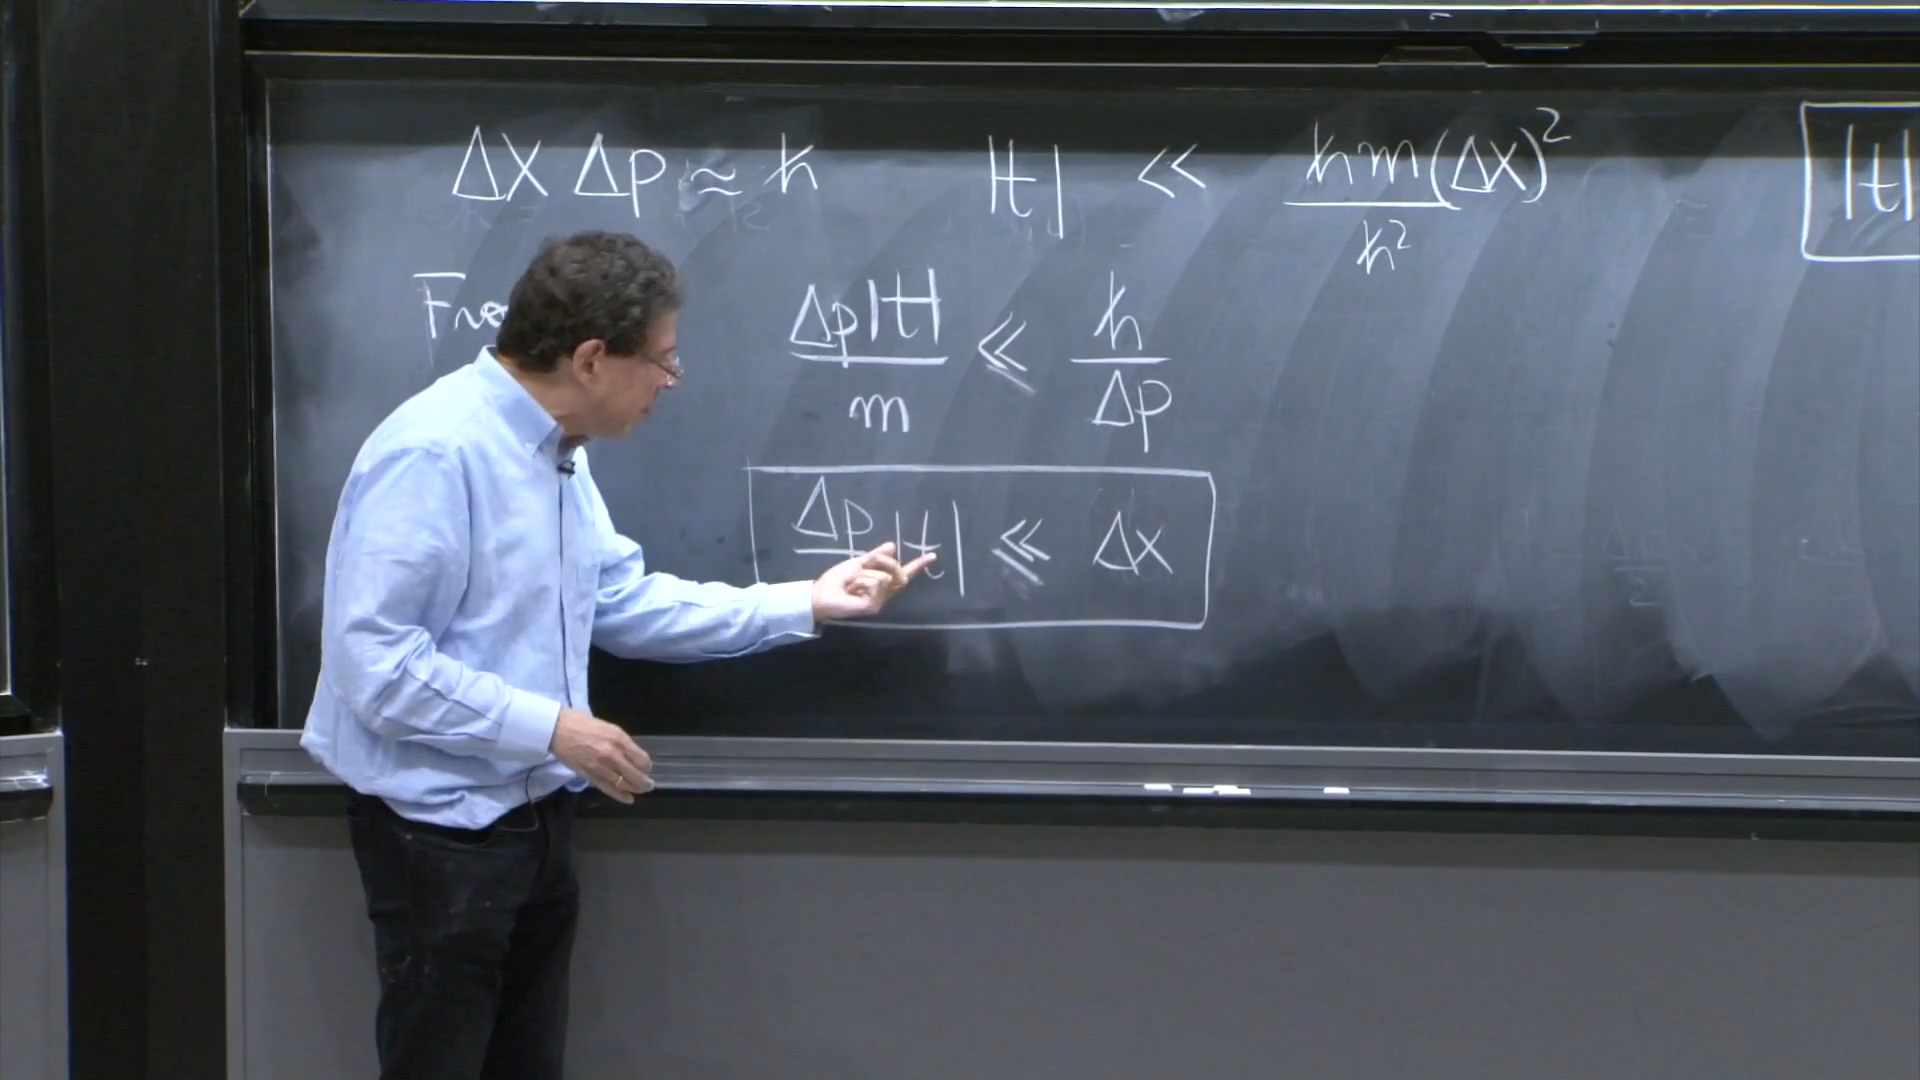 Δx Δp ≈ ħ |t| << ħm/ħ² (Δx)² |t|
Δp|t|/m << ħ/Δp
Δp |t| << Δx